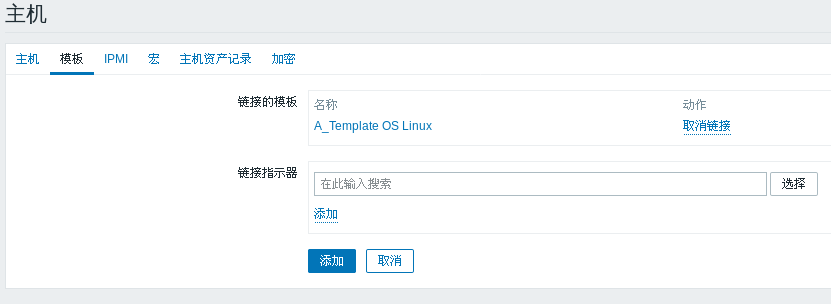 主机
主机 模板 IPMI 宏 主机资产记录 加密
链接的模板 名称 动作
A_Template OS Linux 取消链接
链接指示器
在此输入搜索 选择
添加
添加 取消